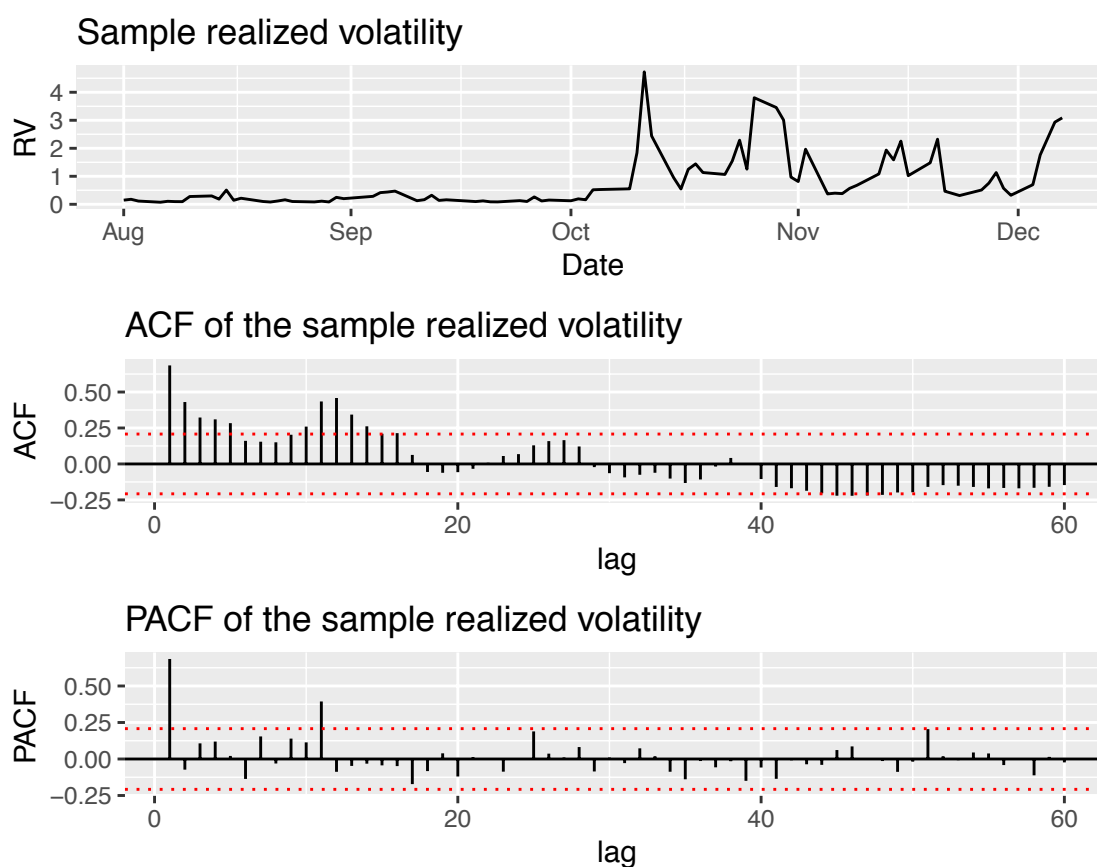 Sample realized volatility
RV
4
3
2
1
0
Aug Sep Oct Nov Dec
Date
ACF of the sample realized volatility
ACF
0.50
0.25
0.00
−0.25
0 20 40 60
lag
PACF of the sample realized volatility
PACF
0.50
0.25
0.00
−0.25
0 20 40 60
lag